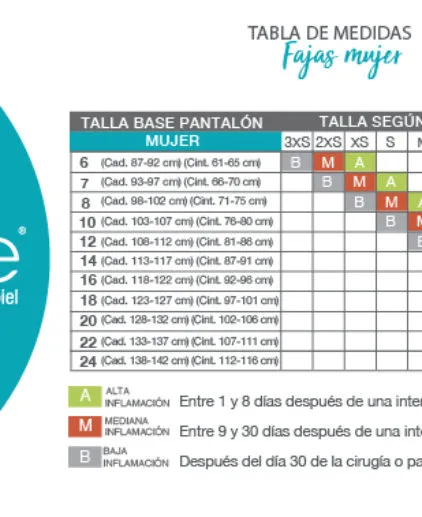 TABLA DE MEDIDAS
Fajas mujer
TALLA BASE PANTALÓN TALLA SEGÚN
MUJER 3XS 2XS XS S M
6 (Cad. 87-92 cm) (Cint. 61-65 cm) B M A
7 (Cad. 93-97 cm) (Cint. 66-70 cm) B M A
8 (Cad. 98-102 cm) (Cint. 71-75 cm) B M A
10 (Cad. 103-107 cm) (Cint. 76-80 cm) B M
12 (Cad. 108-112 cm) (Cint. 81-86 cm) B
14 (Cad. 113-117 cm) (Cint. 87-91 cm)
16 (Cad. 118-122 cm) (Cint. 92-96 cm)
18 (Cad. 123-127 cm) (Cint. 97-101 cm)
20 (Cad. 128-132 cm) (Cint. 102-106 cm)
22 (Cad. 133-137 cm) (Cint. 107-111 cm)
24 (Cad. 138-142 cm) (Cint. 112-116 cm)
e®
piel
A ALTA
INFLAMACIÓN Entre 1 y 8 días después de una inter
M MEDIANA
INFLAMACIÓN Entre 9 y 30 días después de una inte
B BAJA
INFLAMACIÓN Después del día 30 de la cirugía o pa